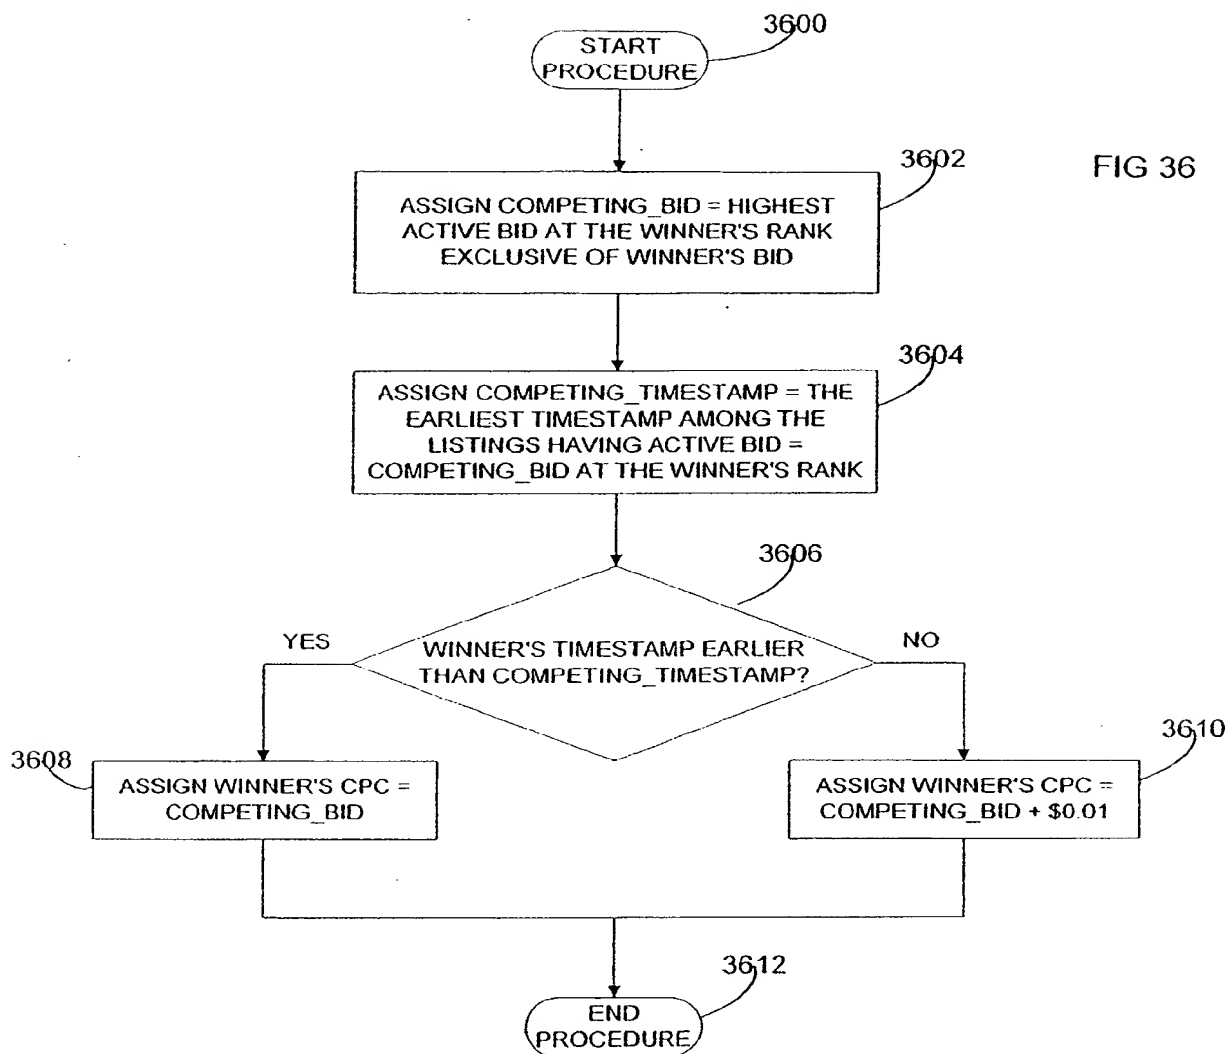 3600
START
PROCEDURE
3602
FIG 36
ASSIGN COMPETING_BID = HIGHEST
ACTIVE BID AT THE WINNER'S RANK
EXCLUSIVE OF WINNER'S BID
3604
ASSIGN COMPETING_TIMESTAMP = THE
EARLIEST TIMESTAMP AMONG THE
LISTINGS HAVING ACTIVE BID =
COMPETING_BID AT THE WINNER'S RANK
3606
YES
WINNER'S TIMESTAMP EARLIER
THAN COMPETING_TIMESTAMP?
NO
3608
ASSIGN WINNER'S CPC =
COMPETING_BID
3610
ASSIGN WINNER'S CPC =
COMPETING_BID + $0.01
3612
END
PROCEDURE